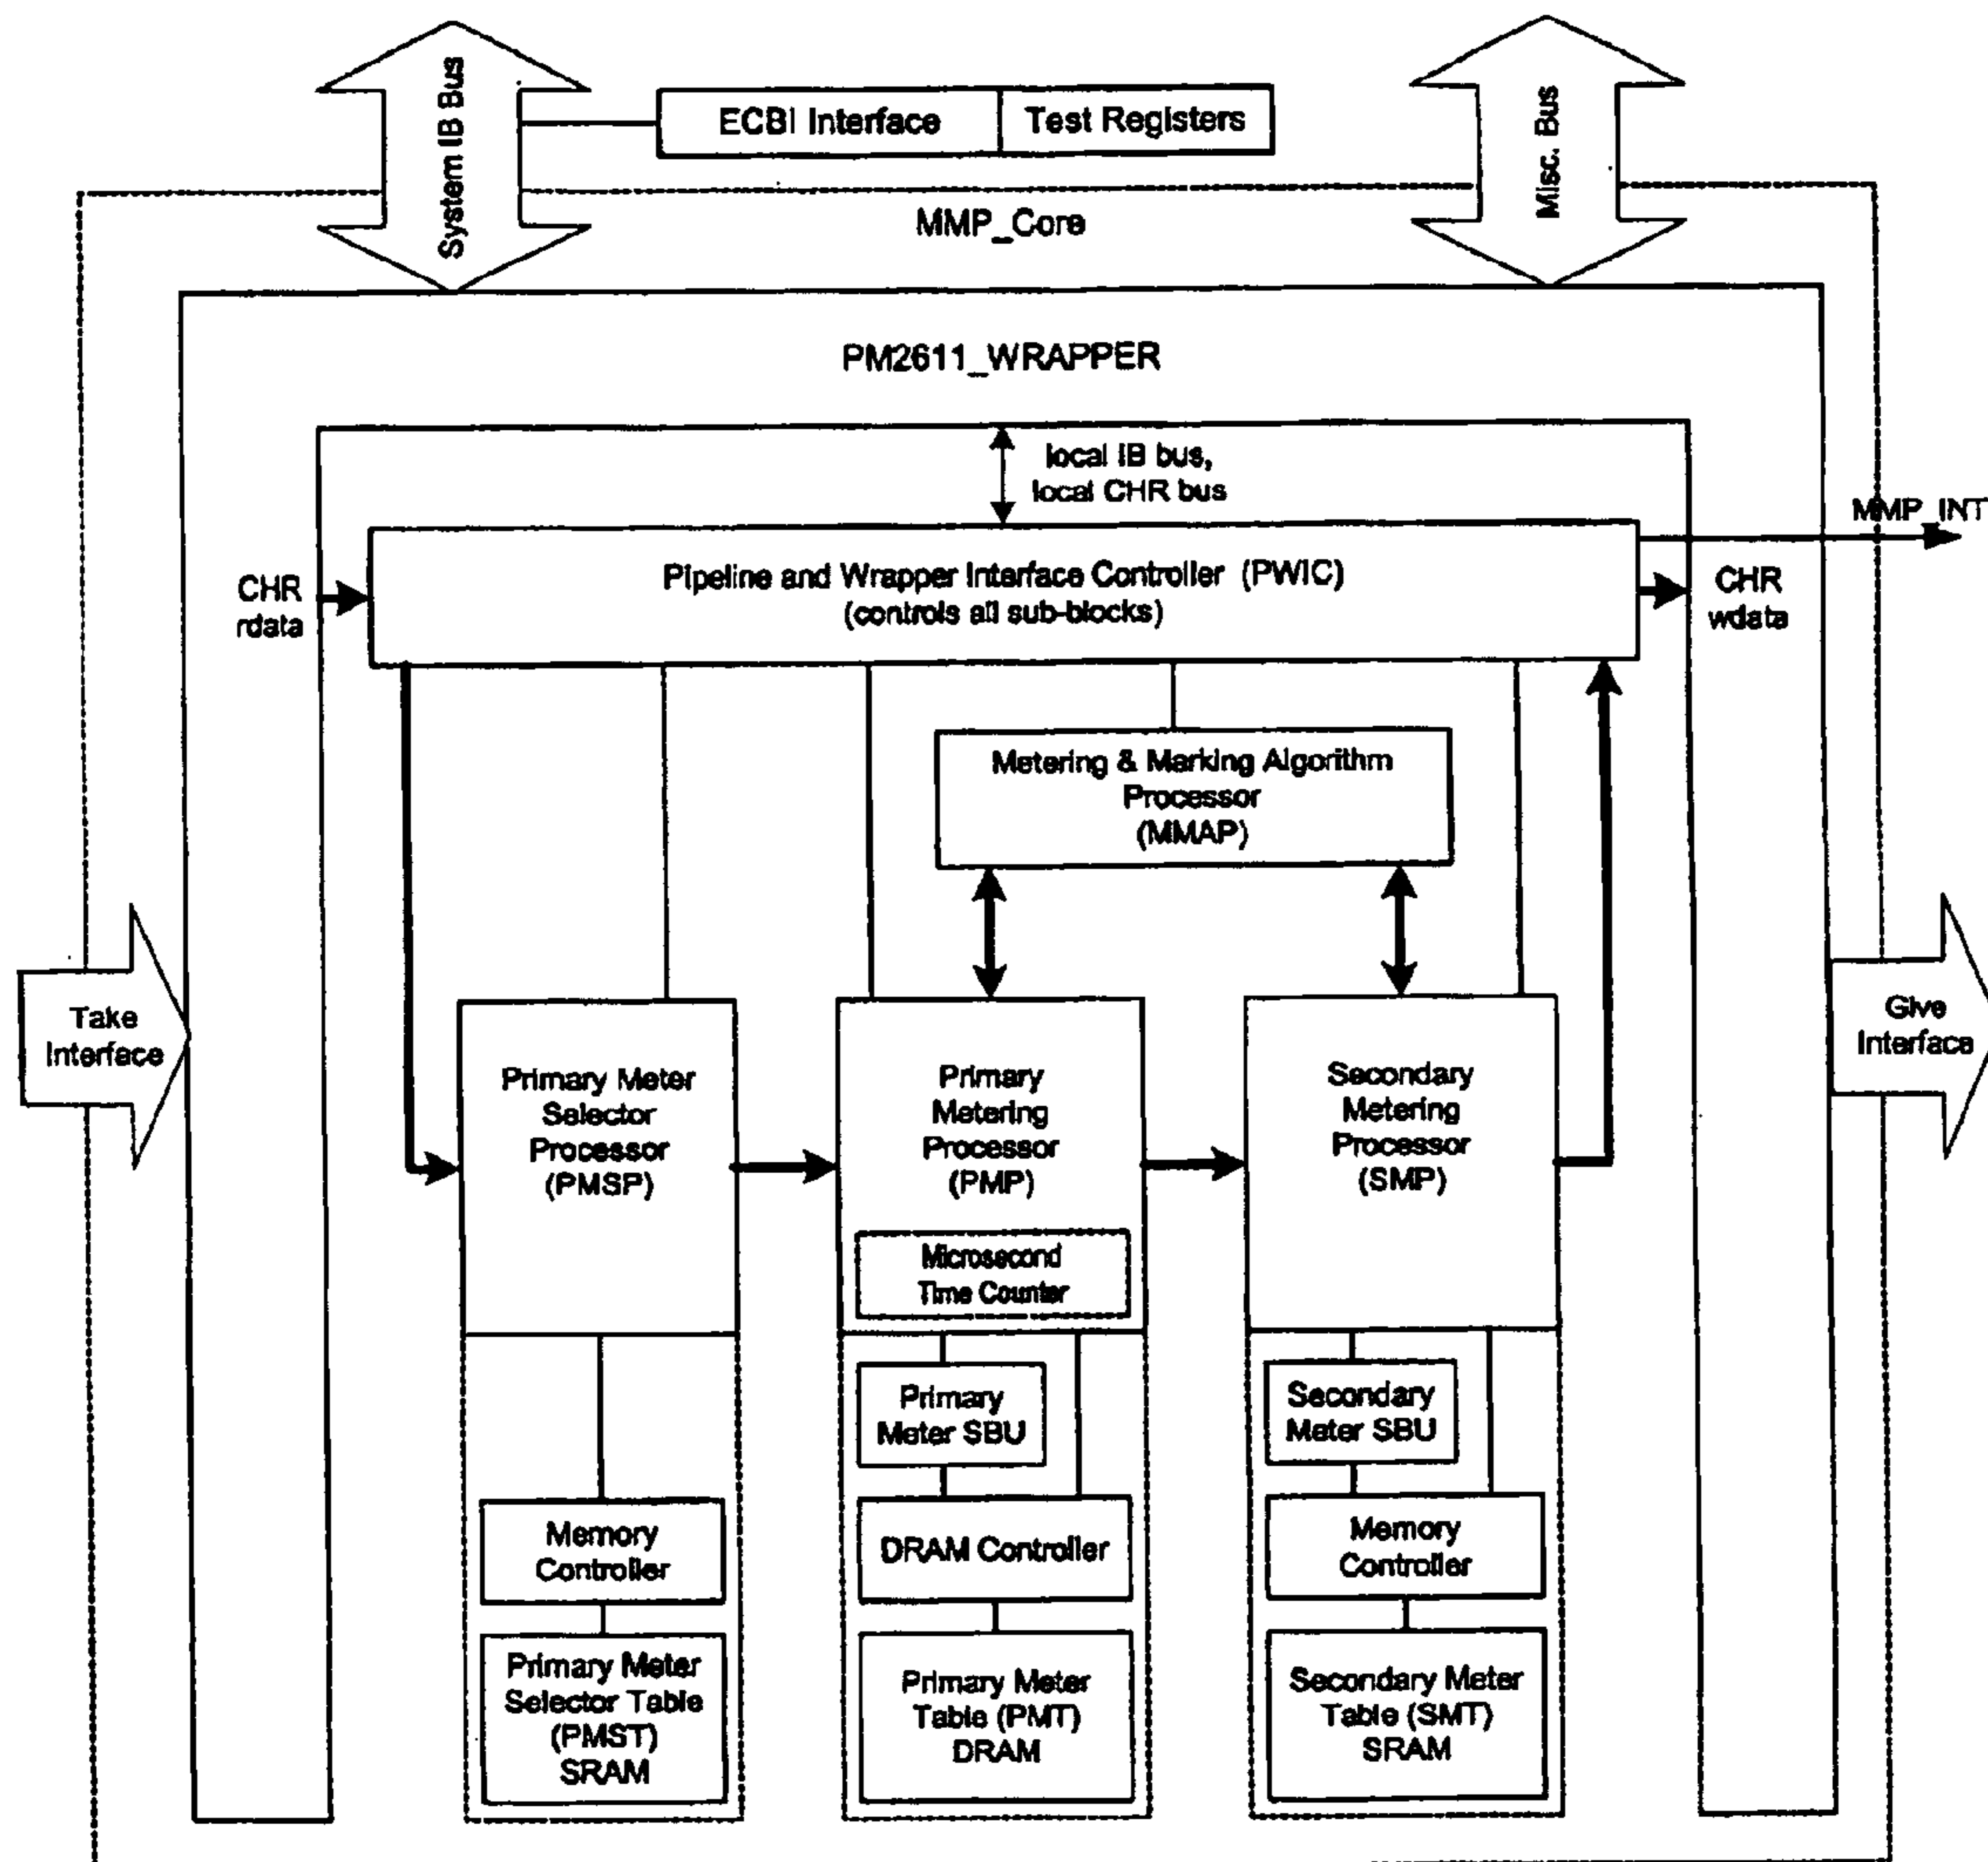 System IB Bus
ECBI Interface
Test Registers
Misc. Bus
MMP_Core
PM2611_WRAPPER
local IB bus,
local CHR bus
MMP_INT
CHR
rdata
Pipeline and Wrapper Interface Controller (PWIC)
(controls all sub-blocks)
CHR
wdata
Metering & Marking Algorithm
Processor
(MMAP)
Take
Interface
Give
Interface
Primary Meter
Selector
Processor
(PMSP)
Primary
Metering
Processor
(PMP)
Secondary
Metering
Processor
(SMP)
Microsecond
Time Counter
Primary
Meter SBU
Secondary
Meter SBU
Memory
Controller
DRAM Controller
Memory
Controller
Primary Meter
Selector Table
(PMST)
SRAM
Primary Meter
Table (PMT)
DRAM
Secondary Meter
Table (SMT)
SRAM